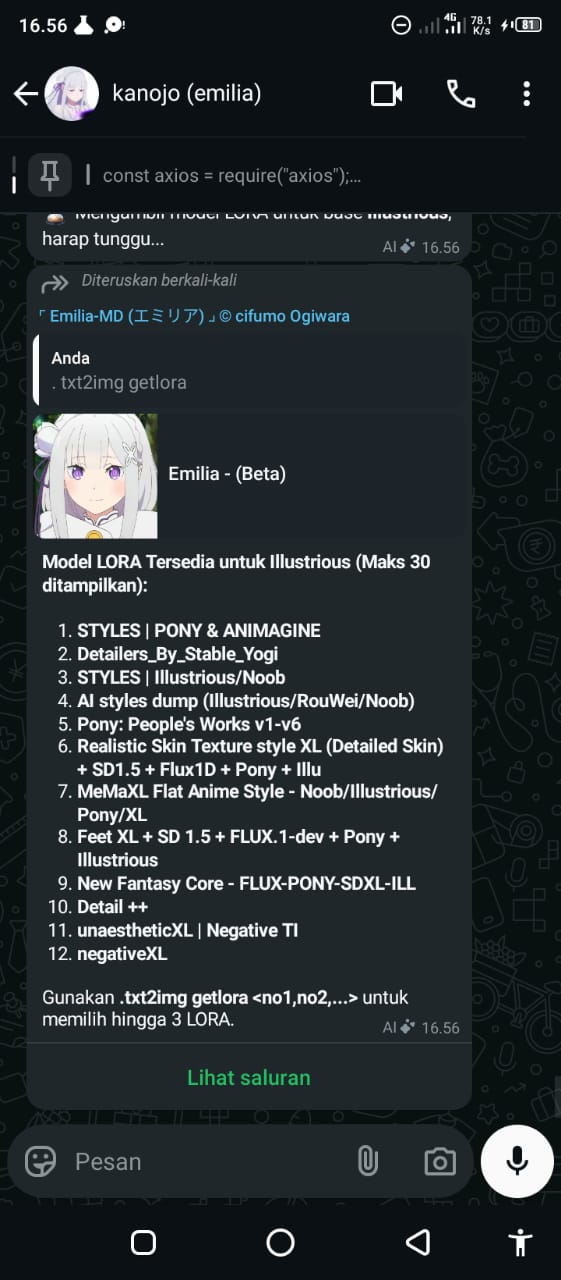 16.56
4G
78.1
K/s
81
kanojo (emilia)
const axios = require("axios");...
Mengambil model LORA untuk base Illustrious,
harap tunggu...
AI 16.56
Diteruskan berkali-kali
「 Emilia-MD (エミリア) 」 © cifumo Ogiwara
Anda
. txt2img getlora
Emilia - (Beta)
Model LORA Tersedia untuk Illustrious (Maks 30
ditampilkan):
1. STYLES | PONY & ANIMAGINE
2. Detailers_By_Stable_Yogi
3. STYLES | Illustrious/Noob
4. AI styles dump (Illustrious/RouWei/Noob)
5. Pony: People's Works v1-v6
6. Realistic Skin Texture style XL (Detailed Skin)
+ SD1.5 + Flux1D + Pony + Illu
7. MeMaXL Flat Anime Style - Noob/Illustrious/
Pony/XL
8. Feet XL + SD 1.5 + FLUX.1-dev + Pony +
Illustrious
9. New Fantasy Core - FLUX-PONY-SDXL-ILL
10. Detail ++
11. unaestheticXL | Negative TI
12. negativeXL
Gunakan .txt2img getlora <no1,no2,...> untuk
memilih hingga 3 LORA.
AI 16.56
Lihat saluran
Pesan